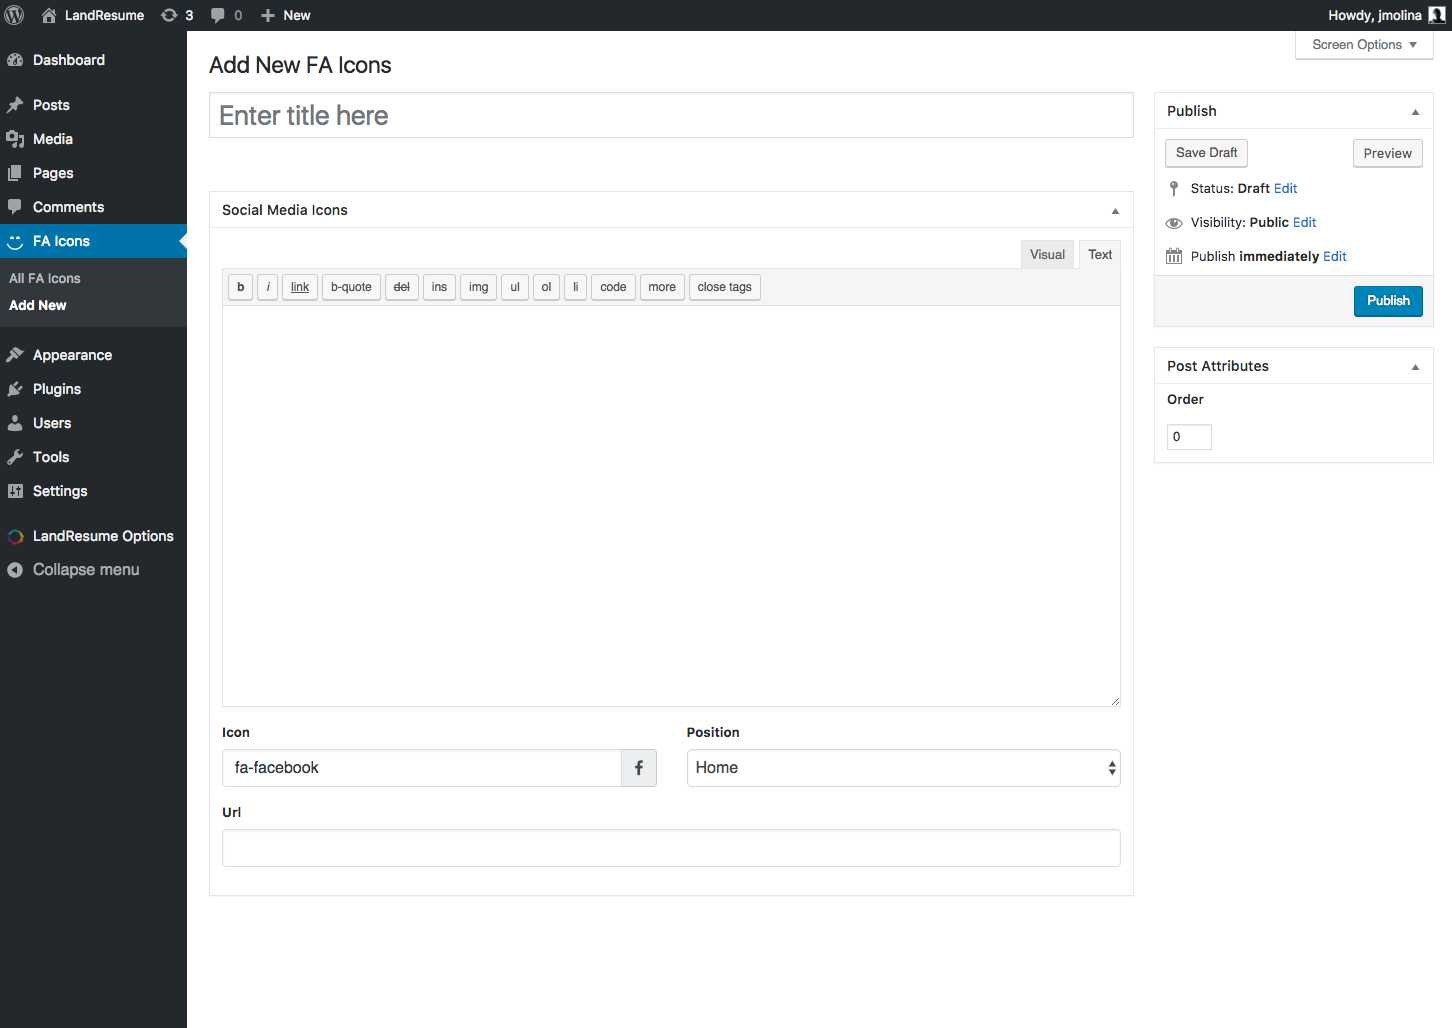 LandResume 3 0 New Howdy, jmolina
Screen Options
Dashboard
Posts
Media
Pages
Comments
FA Icons
All FA Icons
Add New
Appearance
Plugins
Users
Tools
Settings
LandResume Options
Collapse menu
Add New FA Icons
Enter title here
Social Media Icons
Visual Text
b i link b-quote del ins img ul ol li code more close tags
Icon
fa-facebook
Position
Home
Url
Publish
Save Draft Preview
Status: Draft Edit
Visibility: Public Edit
Publish immediately Edit
Publish
Post Attributes
Order
0